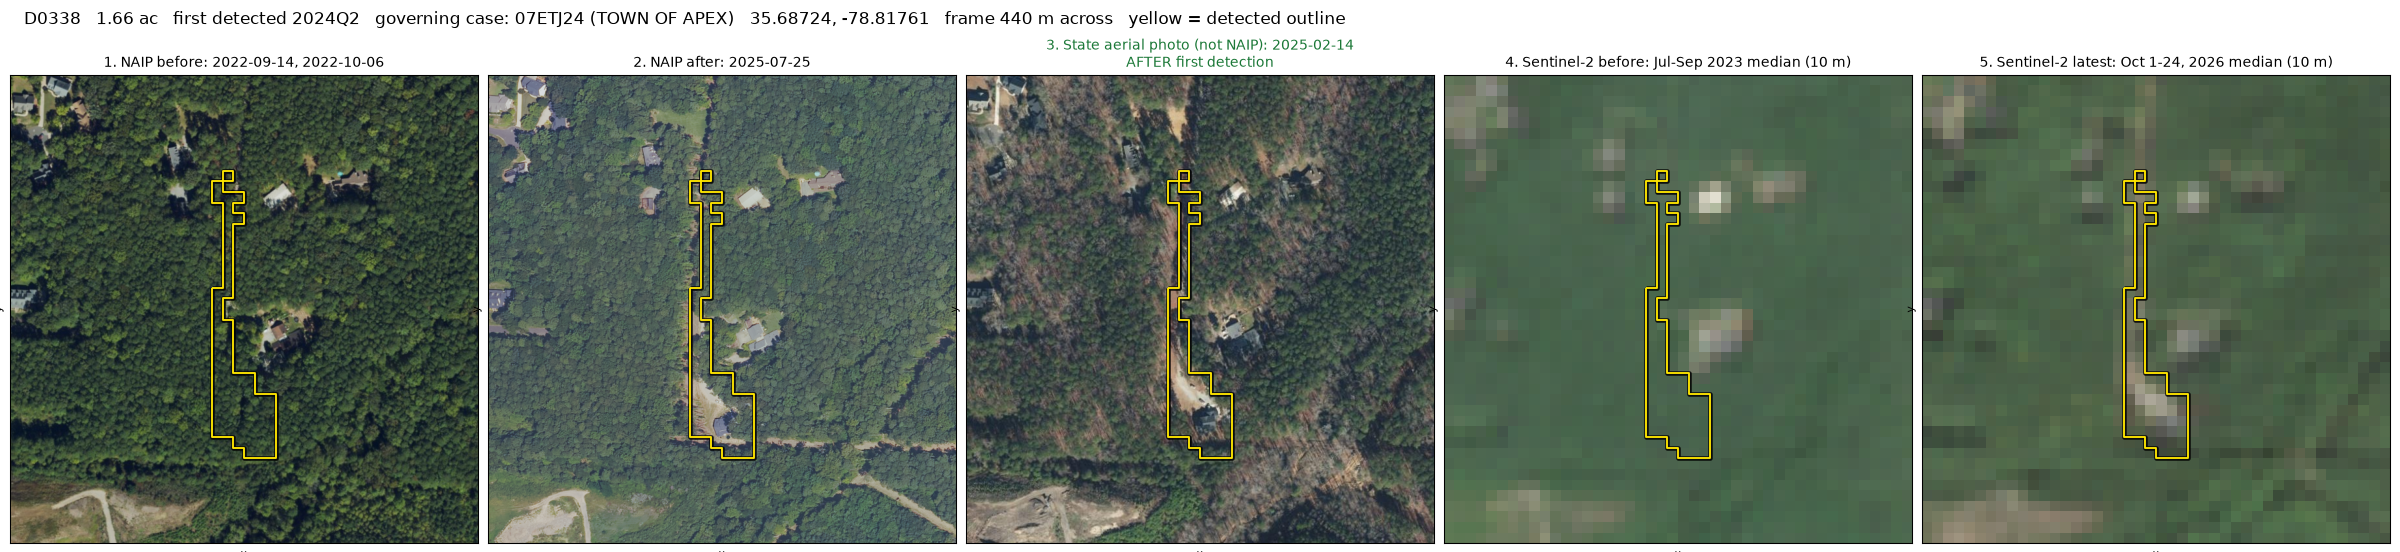 D0338   1.66 ac   first detected 2024Q2   governing case: 07ETJ24 (TOWN OF APEX)   35.68724, -78.81761   frame 440 m across   yellow = detected outline
1. NAIP before: 2022-09-14, 2022-10-06
2. NAIP after: 2025-07-25
3. State aerial photo (not NAIP): 2025-02-14
AFTER first detection
4. Sentinel-2 before: Jul-Sep 2023 median (10 m)
5. Sentinel-2 latest: Oct 1-24, 2026 median (10 m)